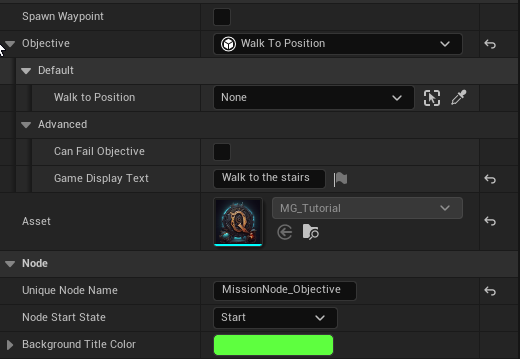 Spawn Waypoint
Objective Walk To Position
Default
Walk to Position None
Advanced
Can Fail Objective
Game Display Text Walk to the stairs
Asset MG_Tutorial
Node
Unique Node Name MissionNode_Objective
Node Start State Start
Background Title Color